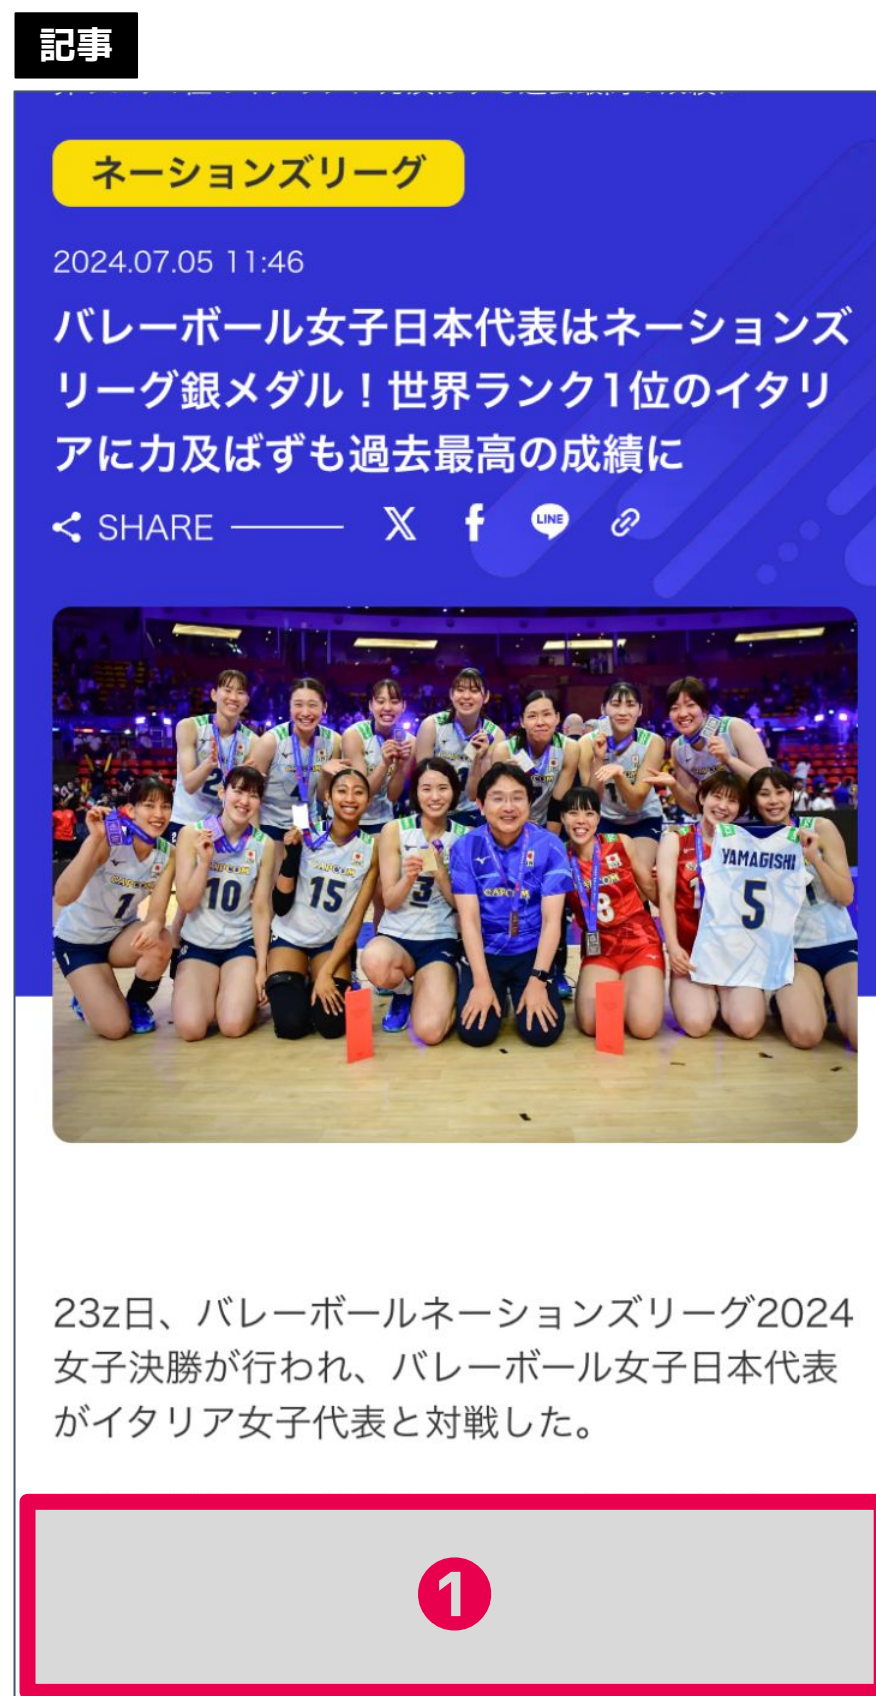 記事
ネーションズリーグ
2024.07.05 11:46
バレーボール女子日本代表はネーションズ
リーグ銀メダル！世界ランク1位のイタリ
アに力及ばずも過去最高の成績に
SHARE
LINE
2
10
15
3
1
CAPCOM
8
YAMAGISHI
5
23z日、バレーボールネーションズリーグ2024
女子決勝が行われ、バレーボール女子日本代表
がイタリア女子代表と対戦した。
1